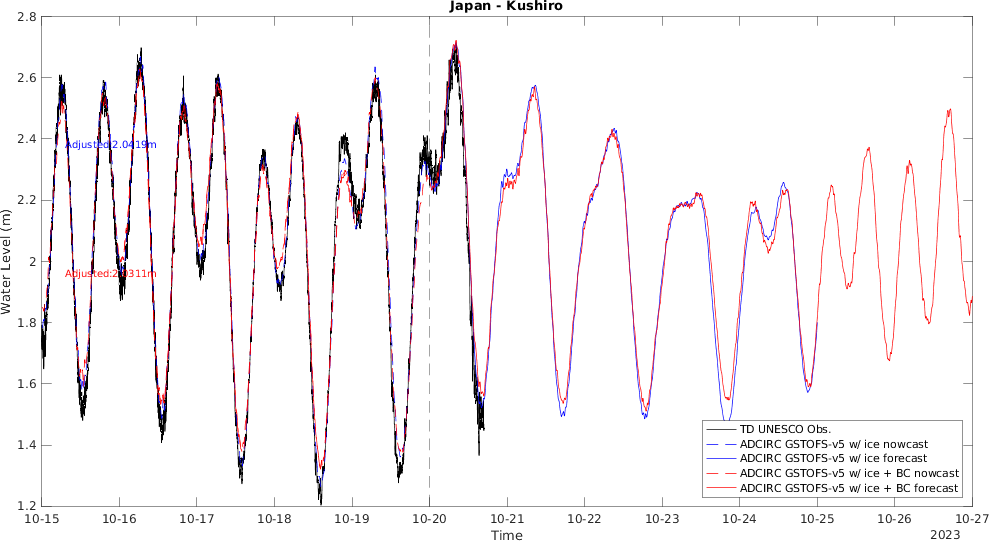 Japan - Kushiro
2.8
2.6
2.4
2.2
2
1.8
1.6
1.4
1.2
Water Level (m)
Adjusted:2.0419m
Adjusted:2.0311m
TD UNESCO Obs.
ADCIRC GSTOFS-v5 w/ ice nowcast
ADCIRC GSTOFS-v5 w/ ice forecast
ADCIRC GSTOFS-v5 w/ ice + BC nowcast
ADCIRC GSTOFS-v5 w/ ice + BC forecast
10-15 10-16 10-17 10-18 10-19 10-20 10-21 10-22 10-23 10-24 10-25 10-26 10-27
Time
2023